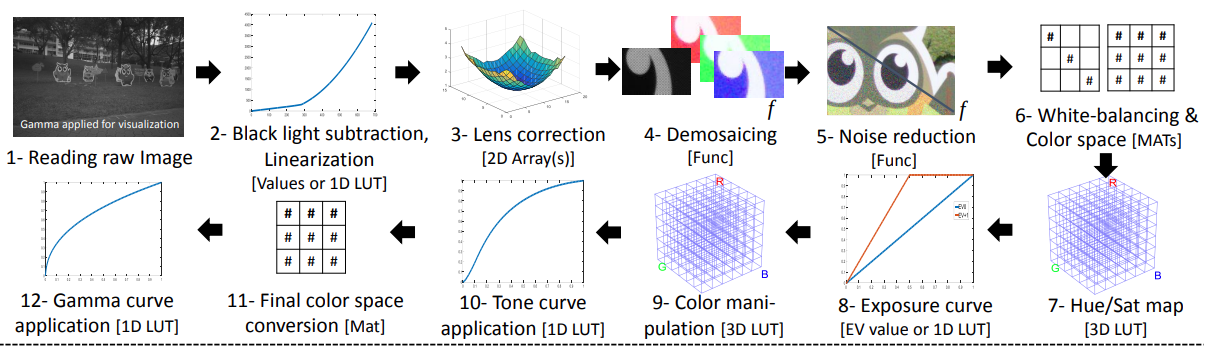 Gamma applied for visualization
1- Reading raw Image
2- Black light subtraction,
Linearization
[Values or 1D LUT]
3- Lens correction
[2D Array(s)]
f
4- Demosaicing
[Func]
f
5- Noise reduction
[Func]
# # # #
# # # #
# # # #
6- White-balancing &
Color space [MATs]
R
G
B
7- Hue/Sat map
[3D LUT]
EV0
EV+1
8- Exposure curve
[EV value or 1D LUT]
R
G
B
9- Color mani-
pulation [3D LUT]
10- Tone curve
application [1D LUT]
# # #
# # #
# # #
11- Final color space
conversion [Mat]
12- Gamma curve
application [1D LUT]